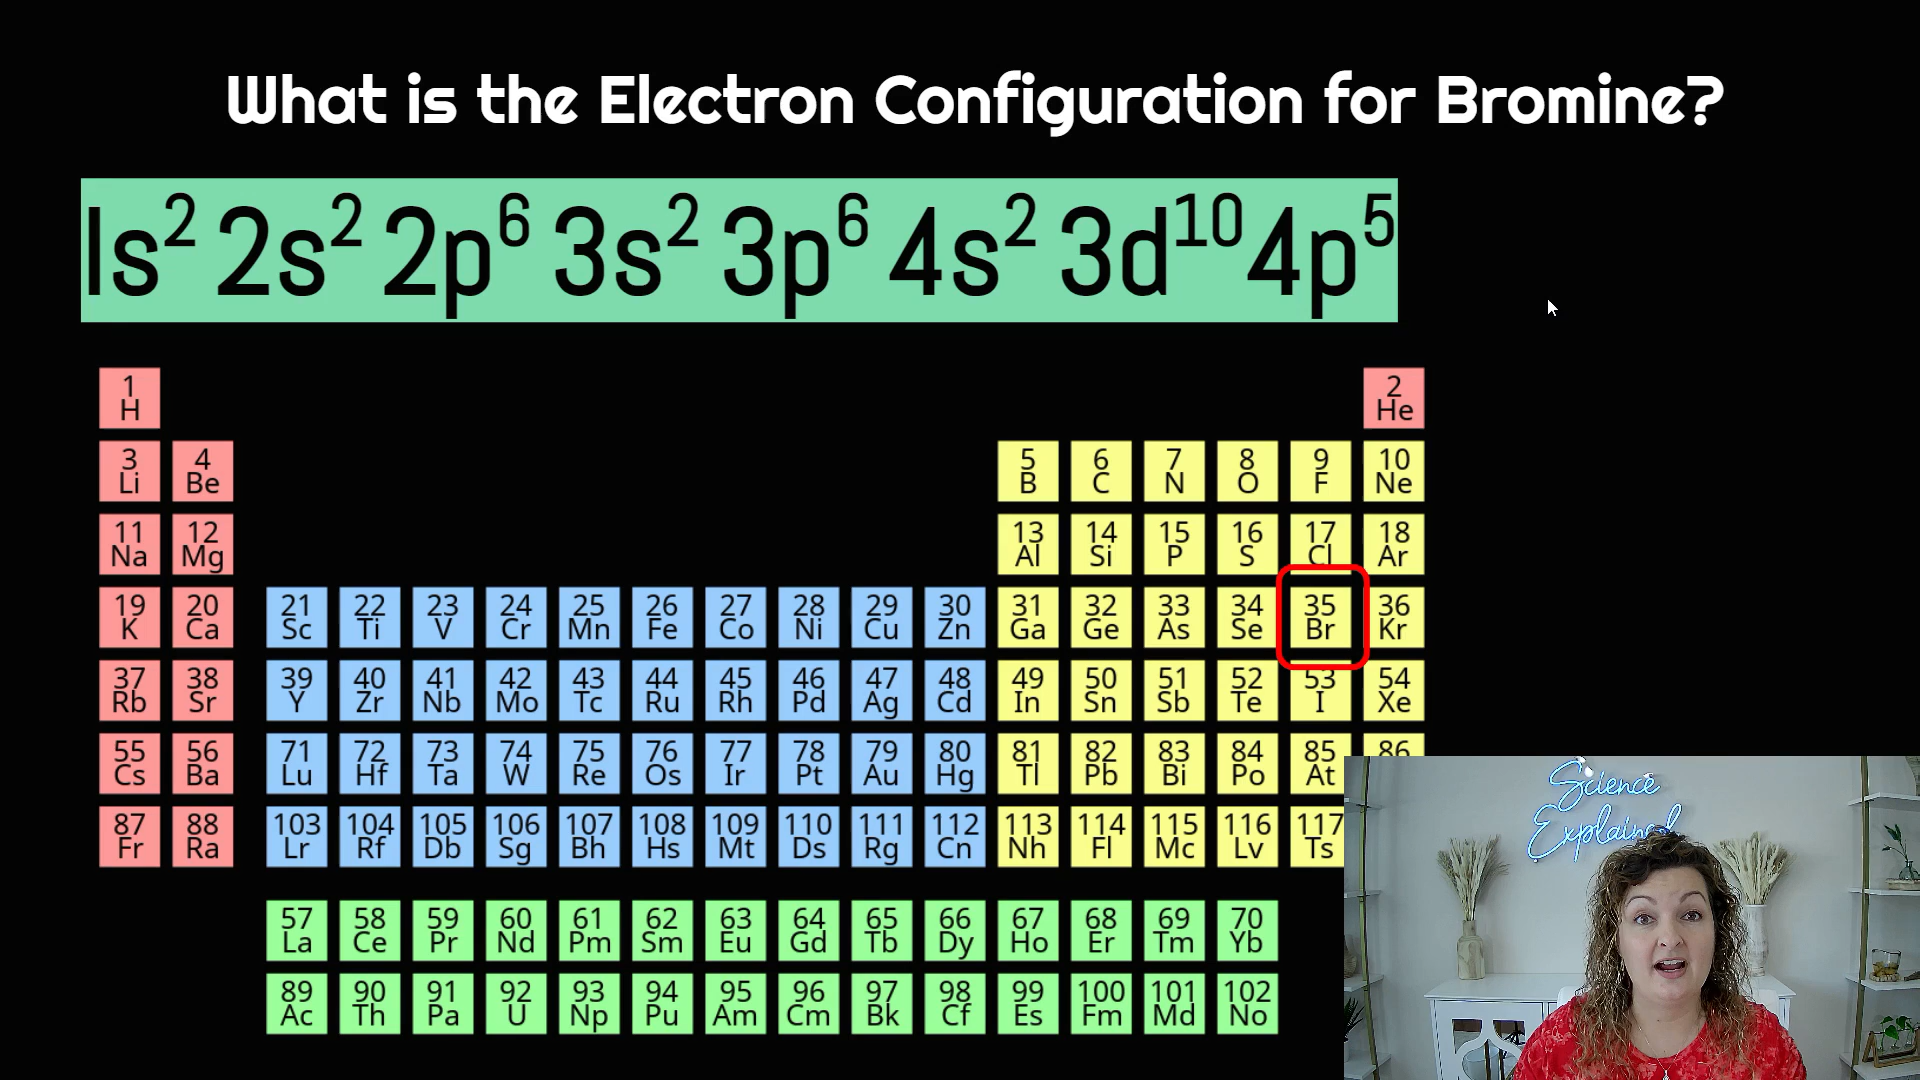 What is the Electron Configuration for Bromine?
1s² 2s² 2p⁶ 3s² 3p⁶ 4s² 3d¹⁰ 4p⁵
1 2
H He
3 4 5 6 7 8 9 10
Li Be B C N O F Ne
11 12 13 14 15 16 17 18
Na Mg Al Si P S Cl Ar
19 20 21 22 23 24 25 26 27 28 29 30 31 32 33 34 35 36
K Ca Sc Ti V Cr Mn Fe Co Ni Cu Zn Ga Ge As Se Br Kr
37 38 39 40 41 42 43 44 45 46 47 48 49 50 51 52 53 54
Rb Sr Y Zr Nb Mo Tc Ru Rh Pd Ag Cd In Sn Sb Te I Xe
55 56 71 72 73 74 75 76 77 78 79 80 81 82 83 84 85 86
Cs Ba Lu Hf Ta W Re Os Ir Pt Au Hg Tl Pb Bi Po At
87 88 103 104 105 106 107 108 109 110 111 112 113 114 115 116 117
Fr Ra Lr Rf Db Sg Bh Hs Mt Ds Rg Cn Nh Fl Mc Lv Ts
57 58 59 60 61 62 63 64 65 66 67 68 69 70
La Ce Pr Nd Pm Sm Eu Gd Tb Dy Ho Er Tm Yb
89 90 91 92 93 94 95 96 97 98 99 100 101 102
Ac Th Pa U Np Pu Am Cm Bk Cf Es Fm Md No
Science
Explained